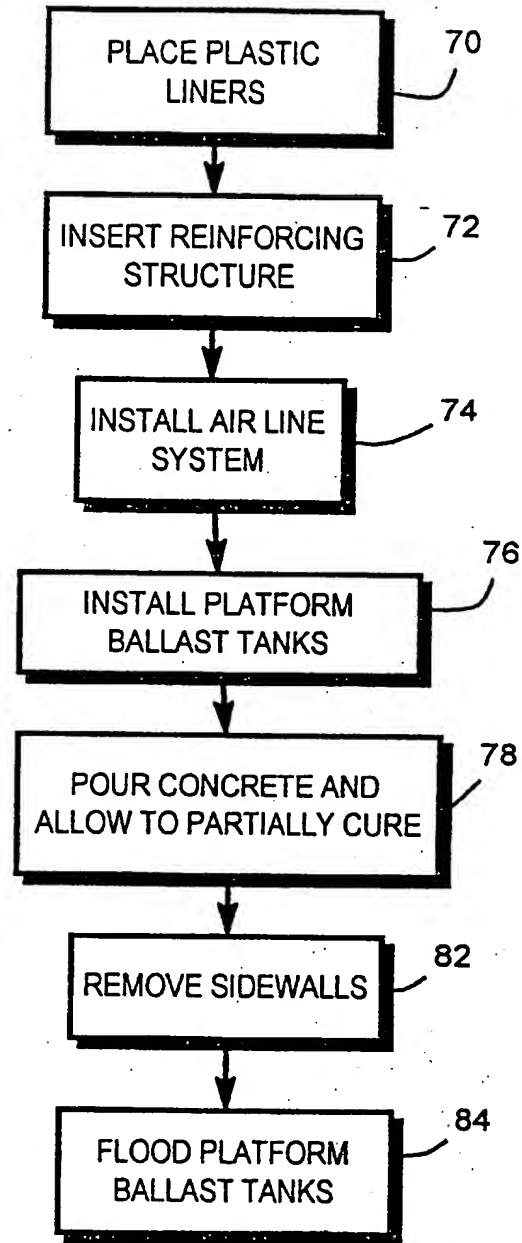 PLACE PLASTIC
LINERS
70
INSERT REINFORCING
STRUCTURE
72
INSTALL AIR LINE
SYSTEM
74
INSTALL PLATFORM
BALLAST TANKS
76
POUR CONCRETE AND
ALLOW TO PARTIALLY CURE
78
REMOVE SIDEWALLS
82
FLOOD PLATFORM
BALLAST TANKS
84